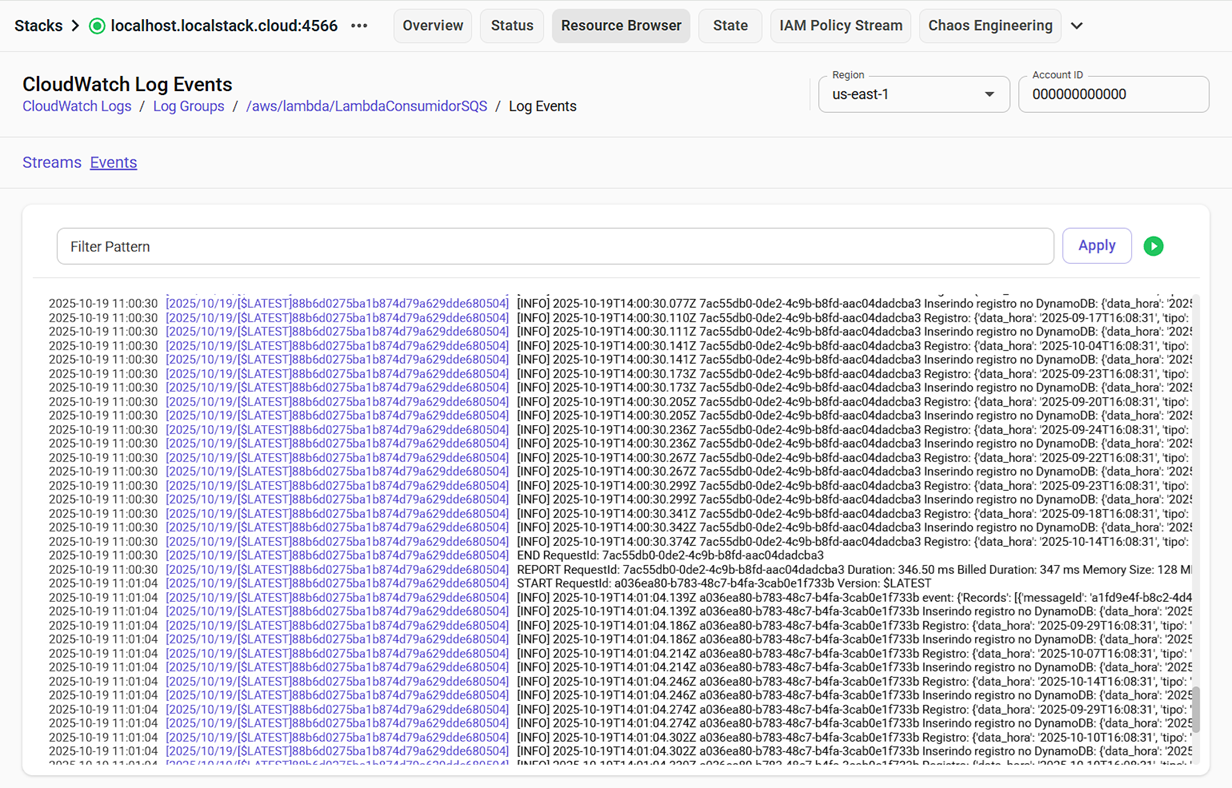 Stacks > localhost.localstack.cloud:4566 ••• Overview Status Resource Browser State IAM Policy Stream Chaos Engineering
CloudWatch Log Events
CloudWatch Logs / Log Groups / /aws/lambda/LambdaConsumidorSQS / Log Events
Region
us-east-1
Account ID
000000000000
Streams Events
Filter Pattern Apply
2025-10-19 11:00:30 [2025/10/19/[$LATEST]88b6d0275ba1b874d79a629dde680504] [INFO] 2025-10-19T14:00:30.077Z 7ac55db0-0de2-4c9b-b8fd-aac04dadcba3 Inserindo registro no DynamoDB: {'data_hora': '2025
2025-10-19 11:00:30 [2025/10/19/[$LATEST]88b6d0275ba1b874d79a629dde680504] [INFO] 2025-10-19T14:00:30.110Z 7ac55db0-0de2-4c9b-b8fd-aac04dadcba3 Registro: {'data_hora': '2025-09-17T16:08:31', 'tipo': '
2025-10-19 11:00:30 [2025/10/19/[$LATEST]88b6d0275ba1b874d79a629dde680504] [INFO] 2025-10-19T14:00:30.111Z 7ac55db0-0de2-4c9b-b8fd-aac04dadcba3 Inserindo registro no DynamoDB: {'data_hora': '2025
2025-10-19 11:00:30 [2025/10/19/[$LATEST]88b6d0275ba1b874d79a629dde680504] [INFO] 2025-10-19T14:00:30.141Z 7ac55db0-0de2-4c9b-b8fd-aac04dadcba3 Registro: {'data_hora': '2025-10-04T16:08:31', 'tipo': '
2025-10-19 11:00:30 [2025/10/19/[$LATEST]88b6d0275ba1b874d79a629dde680504] [INFO] 2025-10-19T14:00:30.141Z 7ac55db0-0de2-4c9b-b8fd-aac04dadcba3 Inserindo registro no DynamoDB: {'data_hora': '2025
2025-10-19 11:00:30 [2025/10/19/[$LATEST]88b6d0275ba1b874d79a629dde680504] [INFO] 2025-10-19T14:00:30.173Z 7ac55db0-0de2-4c9b-b8fd-aac04dadcba3 Registro: {'data_hora': '2025-09-23T16:08:31', 'tipo': '
2025-10-19 11:00:30 [2025/10/19/[$LATEST]88b6d0275ba1b874d79a629dde680504] [INFO] 2025-10-19T14:00:30.173Z 7ac55db0-0de2-4c9b-b8fd-aac04dadcba3 Inserindo registro no DynamoDB: {'data_hora': '2025
2025-10-19 11:00:30 [2025/10/19/[$LATEST]88b6d0275ba1b874d79a629dde680504] [INFO] 2025-10-19T14:00:30.205Z 7ac55db0-0de2-4c9b-b8fd-aac04dadcba3 Registro: {'data_hora': '2025-09-20T16:08:31', 'tipo': '
2025-10-19 11:00:30 [2025/10/19/[$LATEST]88b6d0275ba1b874d79a629dde680504] [INFO] 2025-10-19T14:00:30.205Z 7ac55db0-0de2-4c9b-b8fd-aac04dadcba3 Inserindo registro no DynamoDB: {'data_hora': '2025
2025-10-19 11:00:30 [2025/10/19/[$LATEST]88b6d0275ba1b874d79a629dde680504] [INFO] 2025-10-19T14:00:30.236Z 7ac55db0-0de2-4c9b-b8fd-aac04dadcba3 Registro: {'data_hora': '2025-09-24T16:08:31', 'tipo': '
2025-10-19 11:00:30 [2025/10/19/[$LATEST]88b6d0275ba1b874d79a629dde680504] [INFO] 2025-10-19T14:00:30.236Z 7ac55db0-0de2-4c9b-b8fd-aac04dadcba3 Inserindo registro no DynamoDB: {'data_hora': '2025
2025-10-19 11:00:30 [2025/10/19/[$LATEST]88b6d0275ba1b874d79a629dde680504] [INFO] 2025-10-19T14:00:30.267Z 7ac55db0-0de2-4c9b-b8fd-aac04dadcba3 Registro: {'data_hora': '2025-09-22T16:08:31', 'tipo': '
2025-10-19 11:00:30 [2025/10/19/[$LATEST]88b6d0275ba1b874d79a629dde680504] [INFO] 2025-10-19T14:00:30.267Z 7ac55db0-0de2-4c9b-b8fd-aac04dadcba3 Inserindo registro no DynamoDB: {'data_hora': '2025
2025-10-19 11:00:30 [2025/10/19/[$LATEST]88b6d0275ba1b874d79a629dde680504] [INFO] 2025-10-19T14:00:30.299Z 7ac55db0-0de2-4c9b-b8fd-aac04dadcba3 Registro: {'data_hora': '2025-09-23T16:08:31', 'tipo': '
2025-10-19 11:00:30 [2025/10/19/[$LATEST]88b6d0275ba1b874d79a629dde680504] [INFO] 2025-10-19T14:00:30.299Z 7ac55db0-0de2-4c9b-b8fd-aac04dadcba3 Inserindo registro no DynamoDB: {'data_hora': '2025
2025-10-19 11:00:30 [2025/10/19/[$LATEST]88b6d0275ba1b874d79a629dde680504] [INFO] 2025-10-19T14:00:30.341Z 7ac55db0-0de2-4c9b-b8fd-aac04dadcba3 Registro: {'data_hora': '2025-09-18T16:08:31', 'tipo': '
2025-10-19 11:00:30 [2025/10/19/[$LATEST]88b6d0275ba1b874d79a629dde680504] [INFO] 2025-10-19T14:00:30.342Z 7ac55db0-0de2-4c9b-b8fd-aac04dadcba3 Inserindo registro no DynamoDB: {'data_hora': '2025
2025-10-19 11:00:30 [2025/10/19/[$LATEST]88b6d0275ba1b874d79a629dde680504] [INFO] 2025-10-19T14:00:30.374Z 7ac55db0-0de2-4c9b-b8fd-aac04dadcba3 Registro: {'data_hora': '2025-10-14T16:08:31', 'tipo': '
2025-10-19 11:00:30 [2025/10/19/[$LATEST]88b6d0275ba1b874d79a629dde680504] END RequestId: 7ac55db0-0de2-4c9b-b8fd-aac04dadcba3
2025-10-19 11:00:30 [2025/10/19/[$LATEST]88b6d0275ba1b874d79a629dde680504] REPORT RequestId: 7ac55db0-0de2-4c9b-b8fd-aac04dadcba3 Duration: 346.50 ms Billed Duration: 347 ms Memory Size: 128 M
2025-10-19 11:01:04 [2025/10/19/[$LATEST]88b6d0275ba1b874d79a629dde680504] START RequestId: a036ea80-b783-48c7-b4fa-3cab0e1f733b Version: $LATEST
2025-10-19 11:01:04 [2025/10/19/[$LATEST]88b6d0275ba1b874d79a629dde680504] [INFO] 2025-10-19T14:01:04.139Z a036ea80-b783-48c7-b4fa-3cab0e1f733b event: {'Records': [{'messageId': 'a1fd9e4f-b8c2-4d4
2025-10-19 11:01:04 [2025/10/19/[$LATEST]88b6d0275ba1b874d79a629dde680504] [INFO] 2025-10-19T14:01:04.139Z a036ea80-b783-48c7-b4fa-3cab0e1f733b Inserindo registro no DynamoDB: {'data_hora': '2025
2025-10-19 11:01:04 [2025/10/19/[$LATEST]88b6d0275ba1b874d79a629dde680504] [INFO] 2025-10-19T14:01:04.186Z a036ea80-b783-48c7-b4fa-3cab0e1f733b Registro: {'data_hora': '2025-09-29T16:08:31', 'tipo': '
2025-10-19 11:01:04 [2025/10/19/[$LATEST]88b6d0275ba1b874d79a629dde680504] [INFO] 2025-10-19T14:01:04.186Z a036ea80-b783-48c7-b4fa-3cab0e1f733b Inserindo registro no DynamoDB: {'data_hora': '2025
2025-10-19 11:01:04 [2025/10/19/[$LATEST]88b6d0275ba1b874d79a629dde680504] [INFO] 2025-10-19T14:01:04.214Z a036ea80-b783-48c7-b4fa-3cab0e1f733b Registro: {'data_hora': '2025-10-07T16:08:31', 'tipo': '
2025-10-19 11:01:04 [2025/10/19/[$LATEST]88b6d0275ba1b874d79a629dde680504] [INFO] 2025-10-19T14:01:04.214Z a036ea80-b783-48c7-b4fa-3cab0e1f733b Inserindo registro no DynamoDB: {'data_hora': '2025
2025-10-19 11:01:04 [2025/10/19/[$LATEST]88b6d0275ba1b874d79a629dde680504] [INFO] 2025-10-19T14:01:04.246Z a036ea80-b783-48c7-b4fa-3cab0e1f733b Registro: {'data_hora': '2025-10-14T16:08:31', 'tipo': '
2025-10-19 11:01:04 [2025/10/19/[$LATEST]88b6d0275ba1b874d79a629dde680504] [INFO] 2025-10-19T14:01:04.246Z a036ea80-b783-48c7-b4fa-3cab0e1f733b Inserindo registro no DynamoDB: {'data_hora': '2025
2025-10-19 11:01:04 [2025/10/19/[$LATEST]88b6d0275ba1b874d79a629dde680504] [INFO] 2025-10-19T14:01:04.274Z a036ea80-b783-48c7-b4fa-3cab0e1f733b Registro: {'data_hora': '2025-09-29T16:08:31', 'tipo': '
2025-10-19 11:01:04 [2025/10/19/[$LATEST]88b6d0275ba1b874d79a629dde680504] [INFO] 2025-10-19T14:01:04.274Z a036ea80-b783-48c7-b4fa-3cab0e1f733b Inserindo registro no DynamoDB: {'data_hora': '2025
2025-10-19 11:01:04 [2025/10/19/[$LATEST]88b6d0275ba1b874d79a629dde680504] [INFO] 2025-10-19T14:01:04.302Z a036ea80-b783-48c7-b4fa-3cab0e1f733b Registro: {'data_hora': '2025-10-10T16:08:31', 'tipo': '
2025-10-19 11:01:04 [2025/10/19/[$LATEST]88b6d0275ba1b874d79a629dde680504] [INFO] 2025-10-19T14:01:04.302Z a036ea80-b783-48c7-b4fa-3cab0e1f733b Inserindo registro no DynamoDB: {'data_hora': '2025